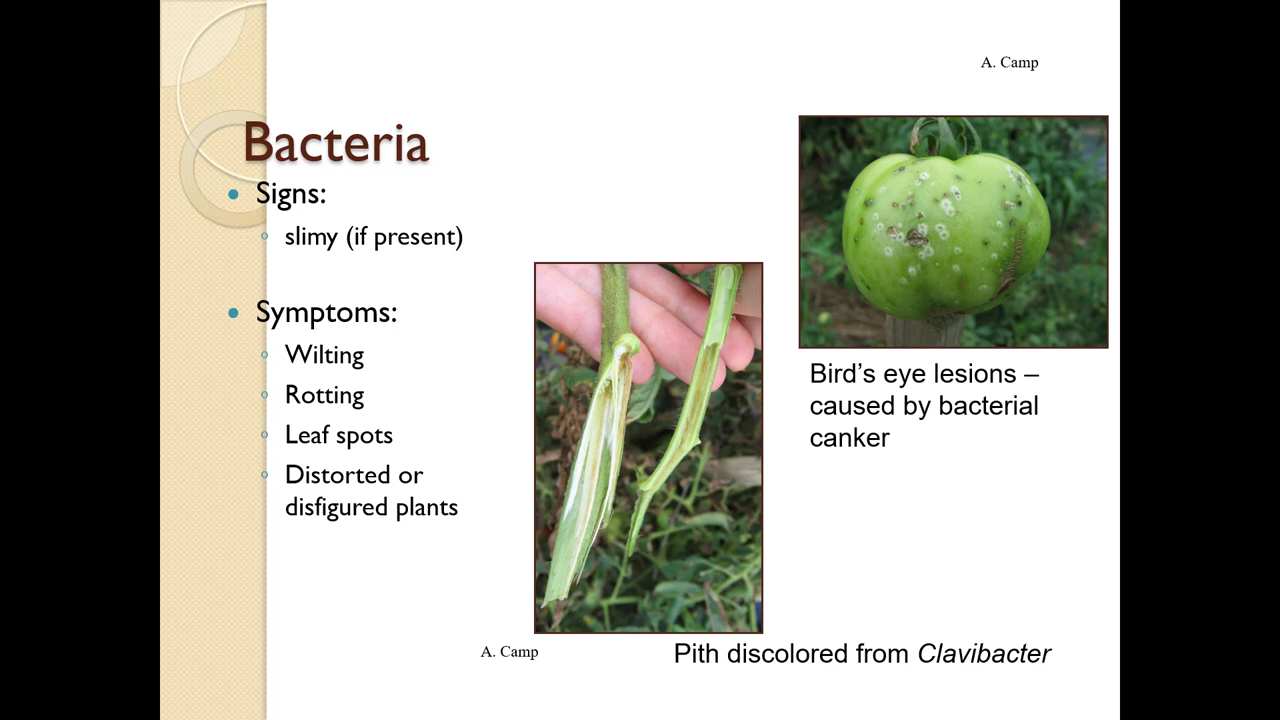 A. Camp
Bacteria
Signs:
slimy (if present)
Symptoms:
Wilting
Rotting
Leaf spots
Distorted or
disfigured plants
Bird’s eye lesions –
caused by bacterial
canker
A. Camp
Pith discolored from Clavibacter